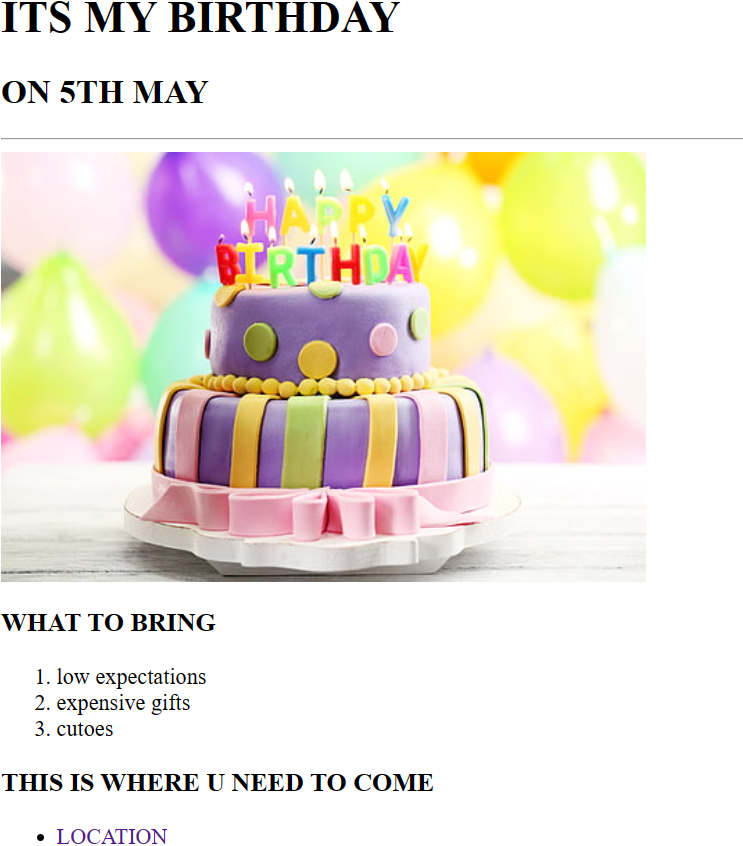 ITS MY BIRTHDAY
ON 5TH MAY
HAPPY
BIRTHDAY
WHAT TO BRING
1. low expectations
2. expensive gifts
3. cutoes
THIS IS WHERE U NEED TO COME
• LOCATION